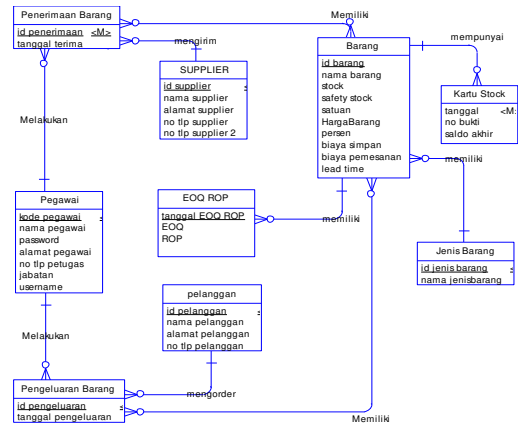 Penerimaan Barang
id penerimaan <M>
tanggal terima
Memiliki
mengirim
SUPPLIER
id supplier
nama supplier
alamat supplier
no tlp supplier
no tlp supplier 2
Barang
id barang
nama barang
stock
safety stock
satuan
HargaBarang
persen
biaya simpan
biaya pemesanan
lead time
mempunyai
Kartu Stock
tanggal <M
no bukti
saldo akhir
Melakukan
memiliki
Pegawai
kode pegawai
nama pegawai
password
alamat pegawai
no tlp petugas
jabatan
username
EOQ ROP
tanggal EOQ ROP
EOQ
ROP
memiliki
Jenis Barang
id jenis barang
nama jenisbarang
pelanggan
id pelanggan
nama pelanggan
alamat pelanggan
no tlp pelanggan
Melakukan
mengorder
Pengeluaran Barang
id pengeluaran
tanggal pengeluaran
Memiliki